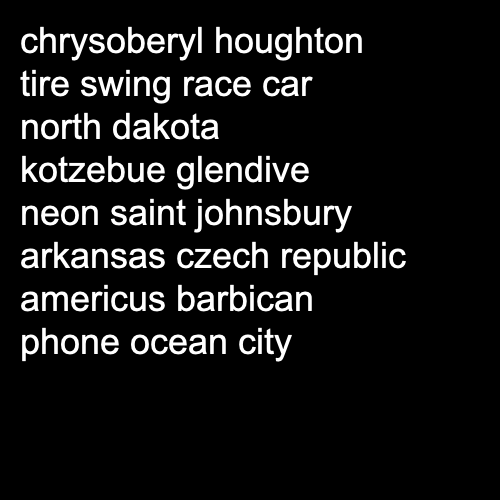 chrysoberyl houghton
tire swing race car
north dakota
kotzebue glendive
neon saint johnsbury
arkansas czech republic
americus barbican
phone ocean city